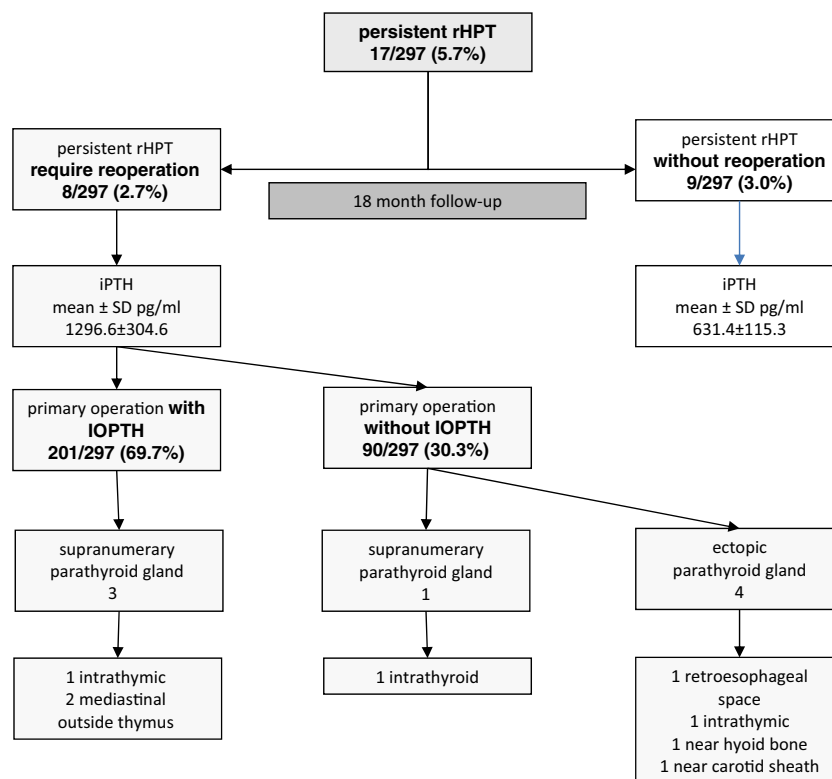 persistent rHPT
17/297 (5.7%)
persistent rHPT
require reoperation
8/297 (2.7%)
persistent rHPT
without reoperation
9/297 (3.0%)
18 month follow-up
iPTH
mean ± SD pg/ml
1296.6±304.6
iPTH
mean ± SD pg/ml
631.4±115.3
primary operation with
IOPTH
201/297 (69.7%)
primary operation
without IOPTH
90/297 (30.3%)
supranumerary
parathyroid gland
3
supranumerary
parathyroid gland
1
ectopic
parathyroid gland
4
1 intrathymic
2 mediastinal
outside thymus
1 intrathyroid
1 retroesophageal
space
1 intrathymic
1 near hyoid bone
1 near carotid sheath